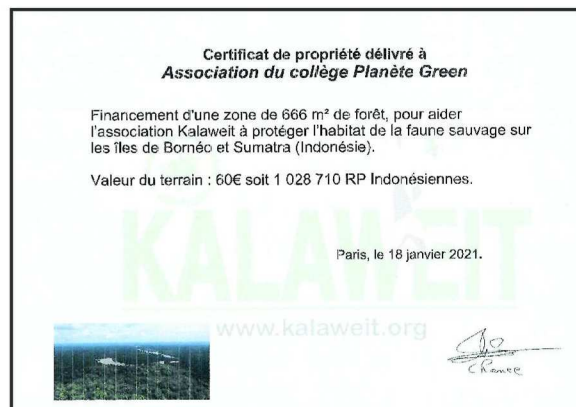 Certificat de propriété délivré à
Association du collège Planète Green
Financement d'une zone de 666 m² de forêt, pour aider
l'association Kalaweit à protéger l'habitat de la faune sauvage sur
les îles de Bornéo et Sumatra (Indonésie).
Valeur du terrain : 60€ soit 1 028 710 RP Indonésiennes.
Paris, le 18 janvier 2021.
KALAWEIT
www.kalaweit.org
Chanee